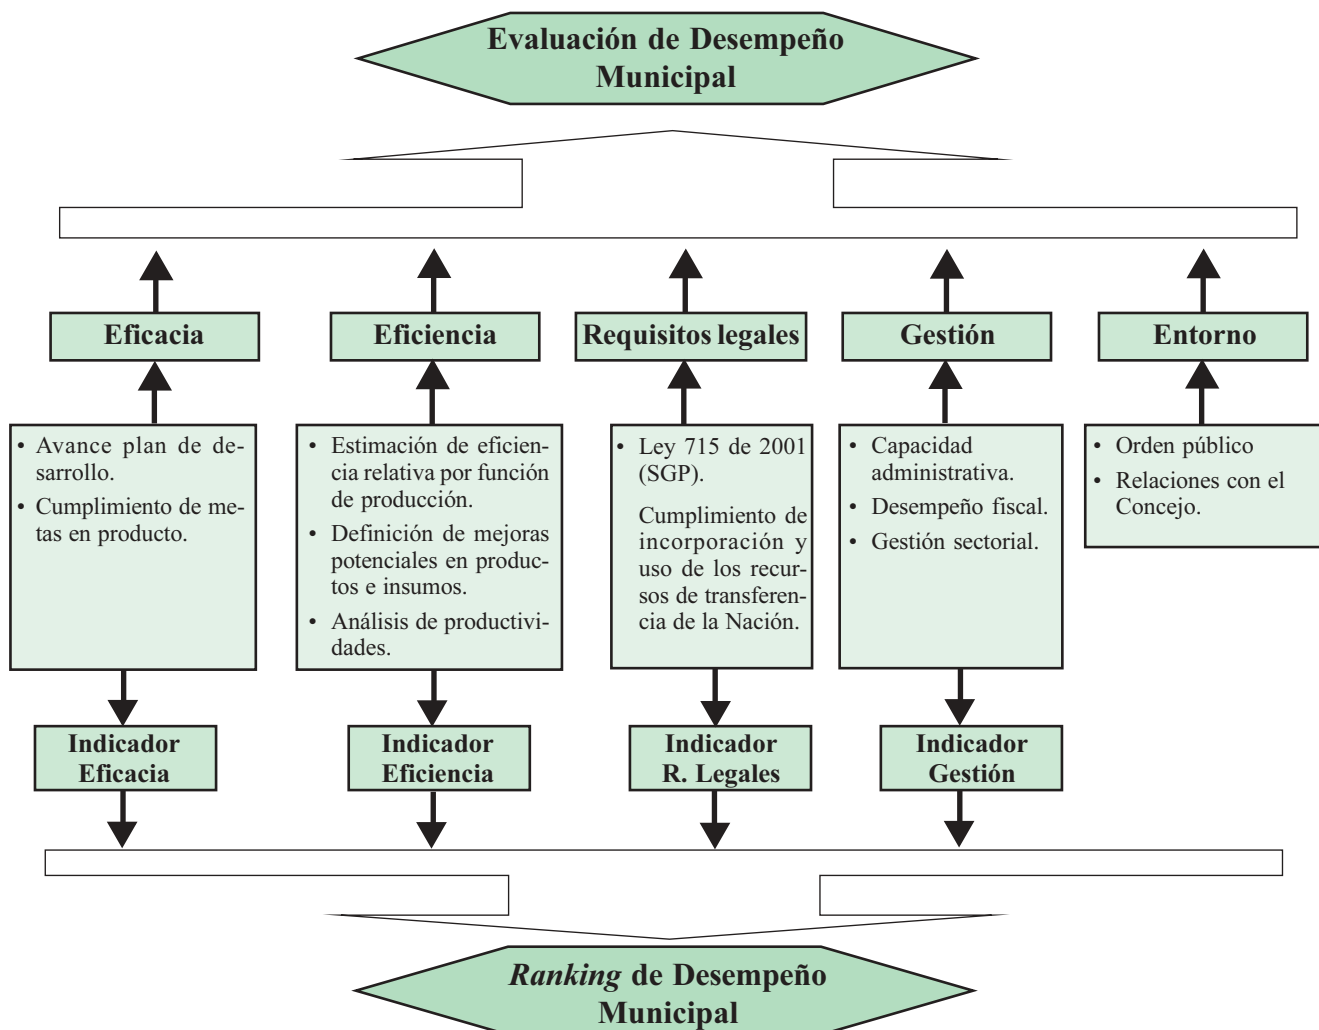 Evaluación de Desempeño
Municipal
Eficacia
Eficiencia
Requisitos legales
Gestión
Entorno
• Avance plan de de-
sarrollo.
• Cumplimiento de me-
tas en producto.
• Estimación de eficien-
cia relativa por función
de producción.
• Definición de mejoras
potenciales en produc-
tos e insumos.
• Análisis de productivi-
dades.
• Ley 715 de 2001
(SGP).
Cumplimiento de
incorporación y
uso de los recur-
sos de transferen-
cia de la Nación.
• Capacidad
administrativa.
• Desempeño fiscal.
• Gestión sectorial.
• Orden público
• Relaciones con el
Concejo.
Indicador
Eficacia
Indicador
Eficiencia
Indicador
R. Legales
Indicador
Gestión
Ranking de Desempeño
Municipal